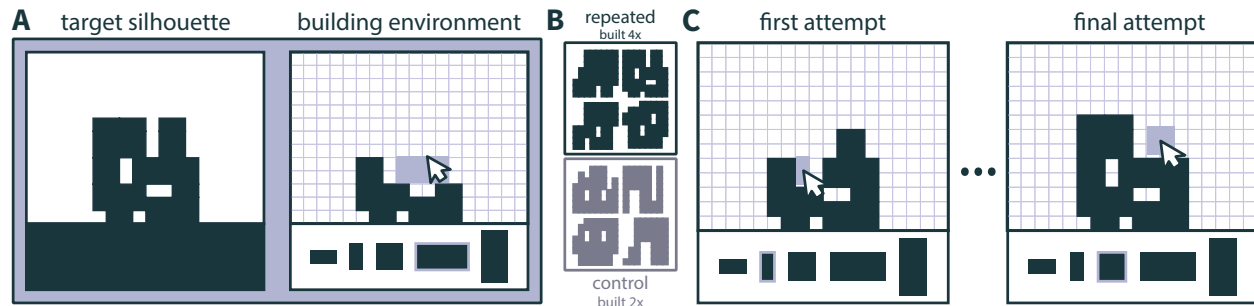 A target silhouette building environment
B repeated
built 4x
control
built 2x
C first attempt final attempt